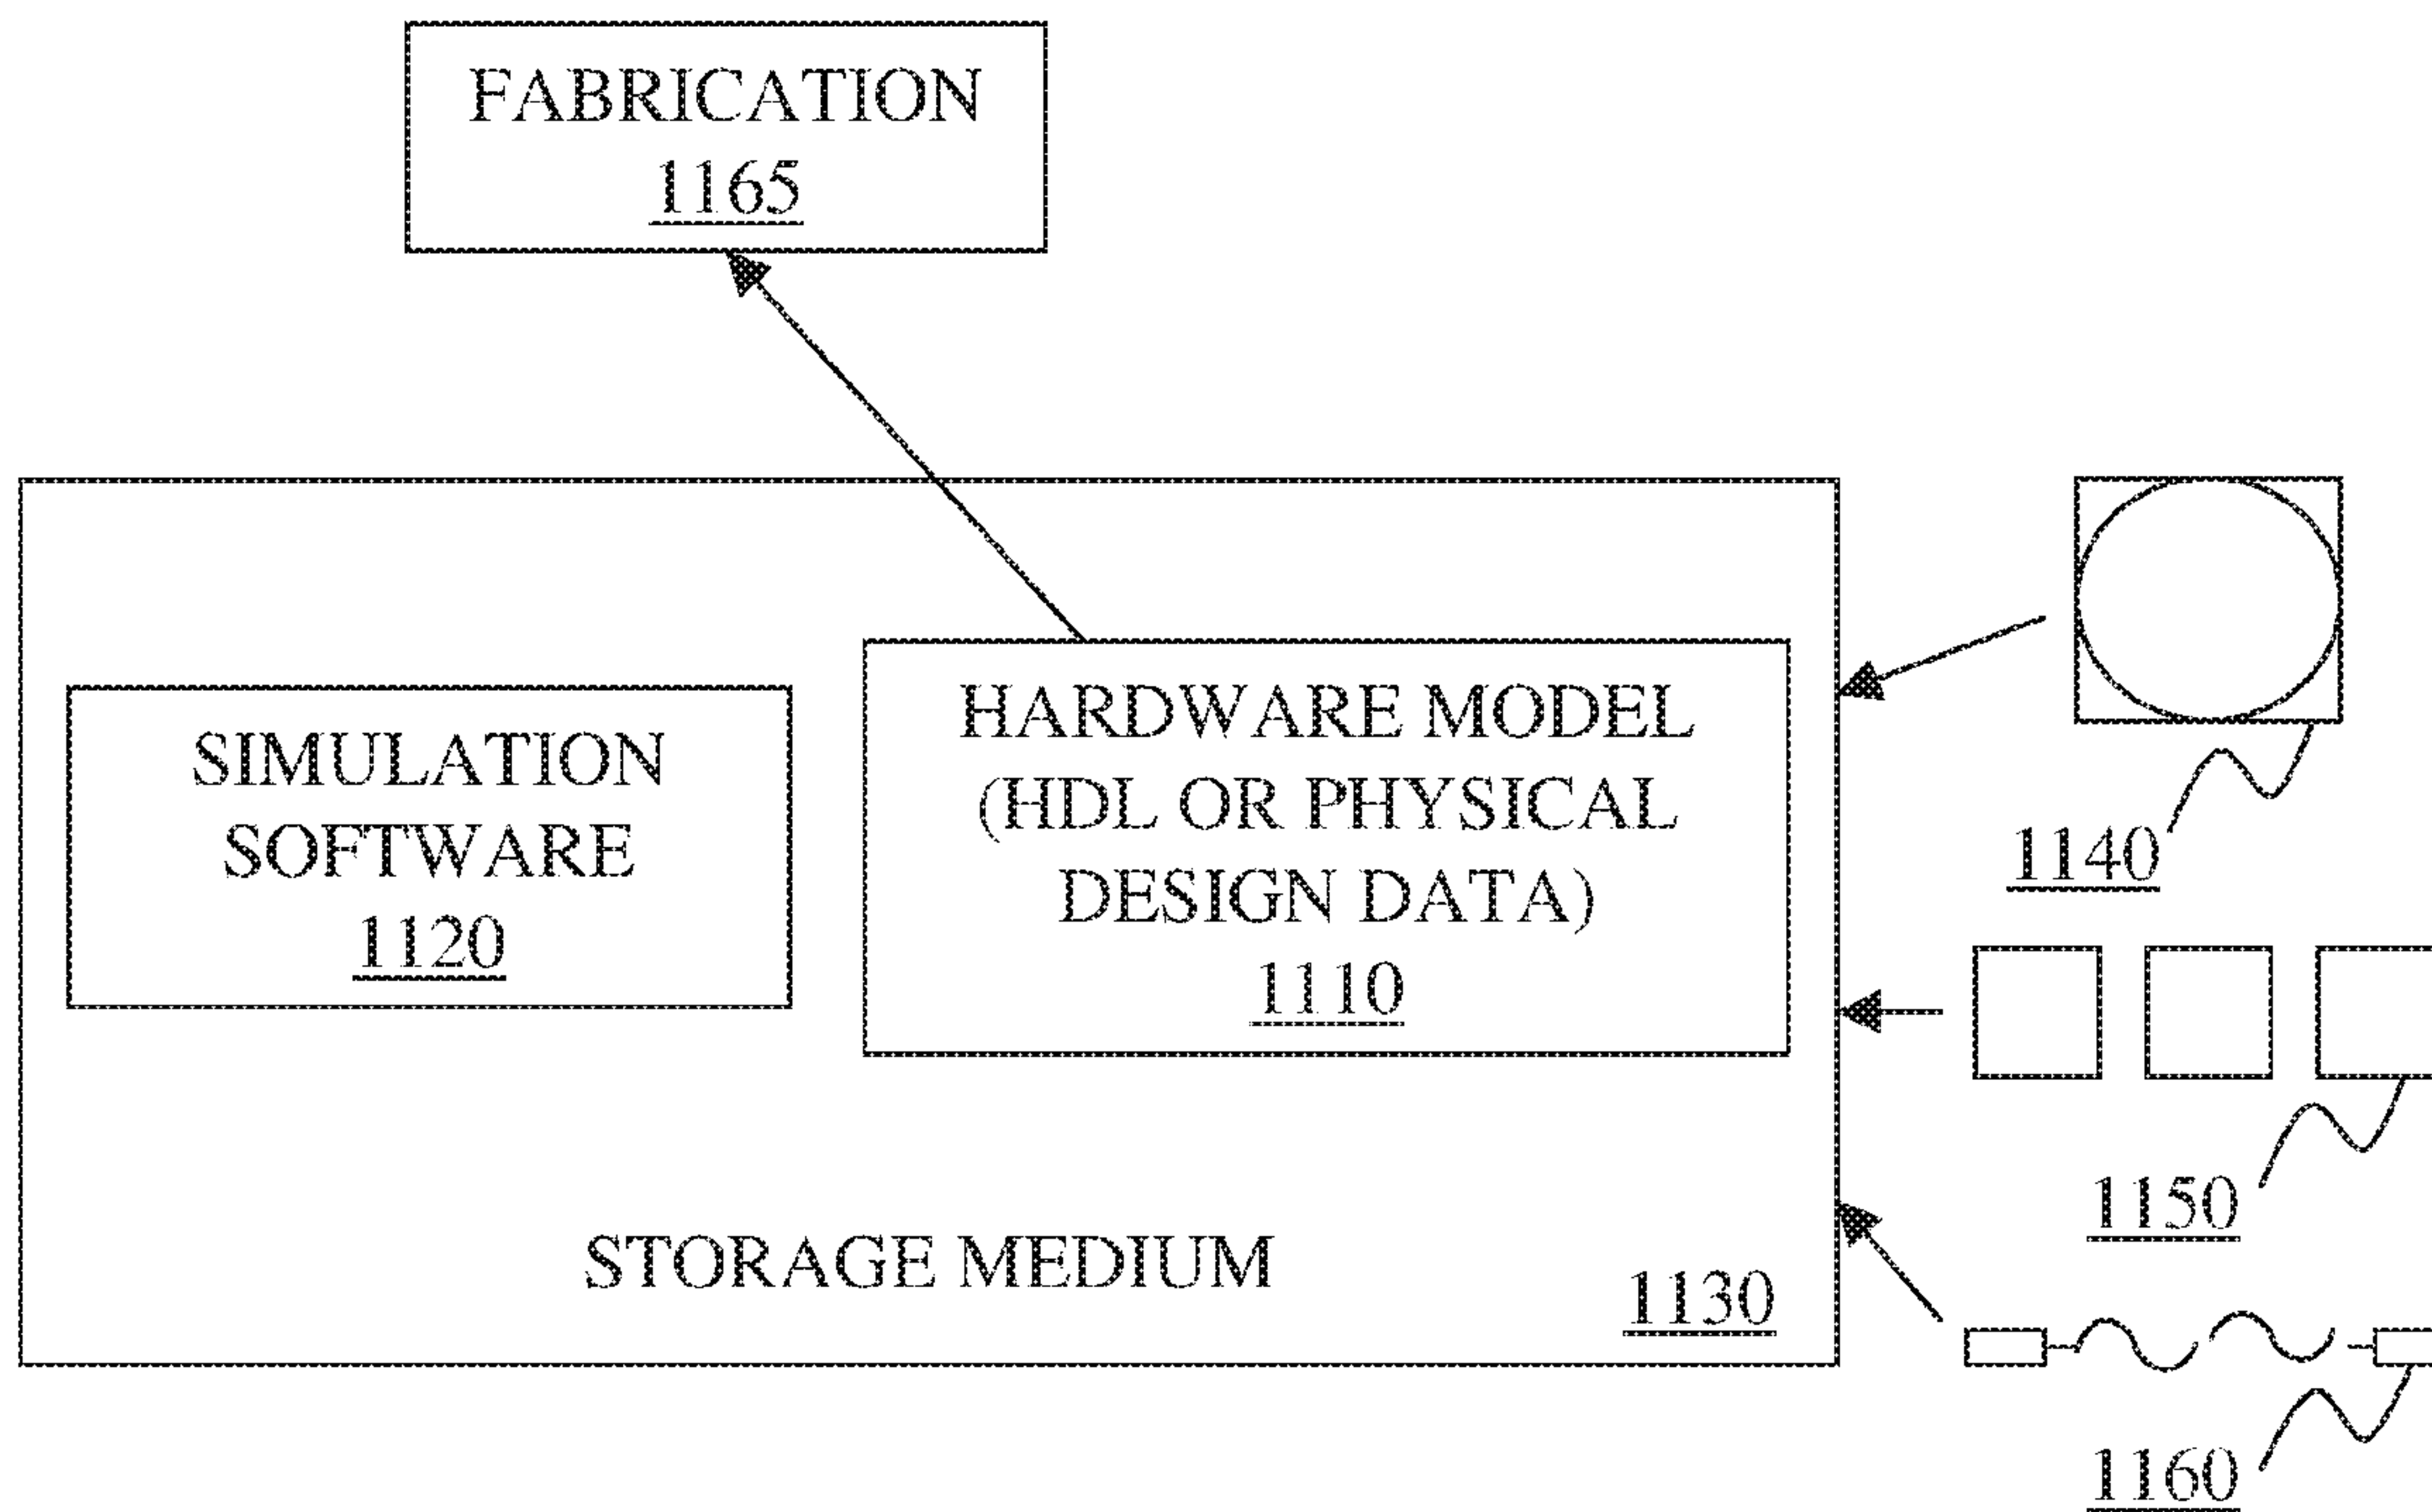 FABRICATION
1165
SIMULATION
SOFTWARE
1120
HARDWARE MODEL
(HDL OR PHYSICAL
DESIGN DATA)
1110
STORAGE MEDIUM
1130
1140
1150
1160